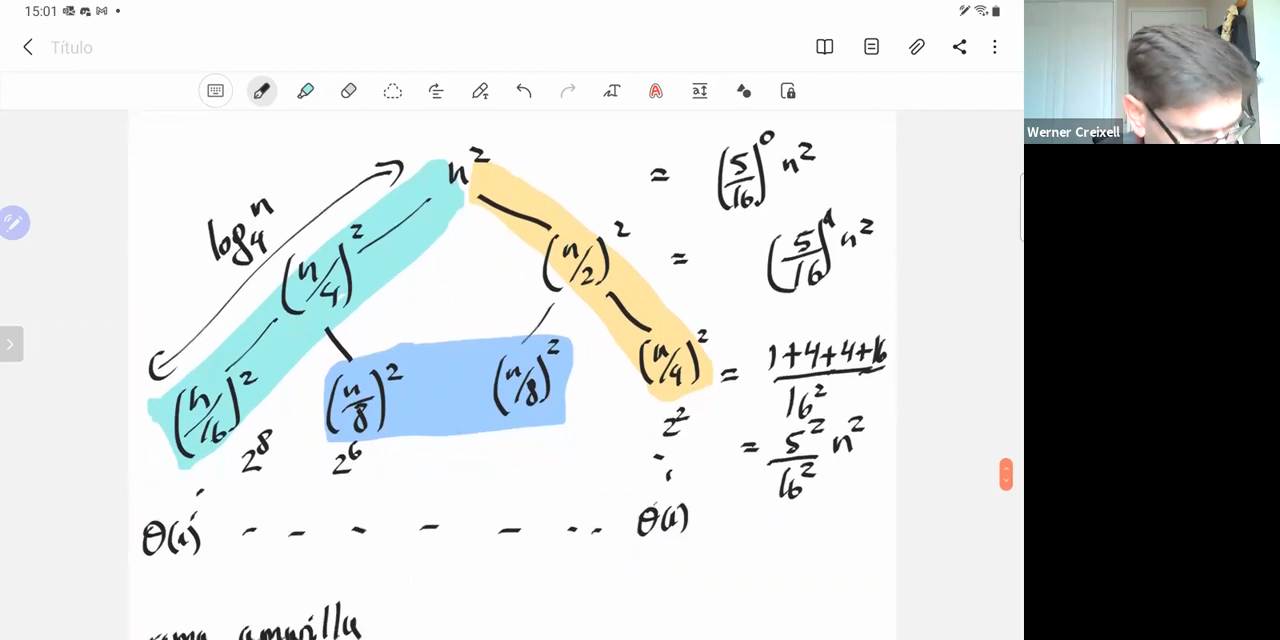 15:01
Título
Werner Creixell
n² = (5/16)⁰ n²
log₄ n
(n/4)² (n/2)² = (5/16)¹ n²
(n/16)² (n/8)² (n/8)² (n/4)² = 1+4+4+16 / 16²
2⁸ 2⁶ 2² = 5²/16² n²
θ(1) - - - - - -- θ(1)
rama amarilla